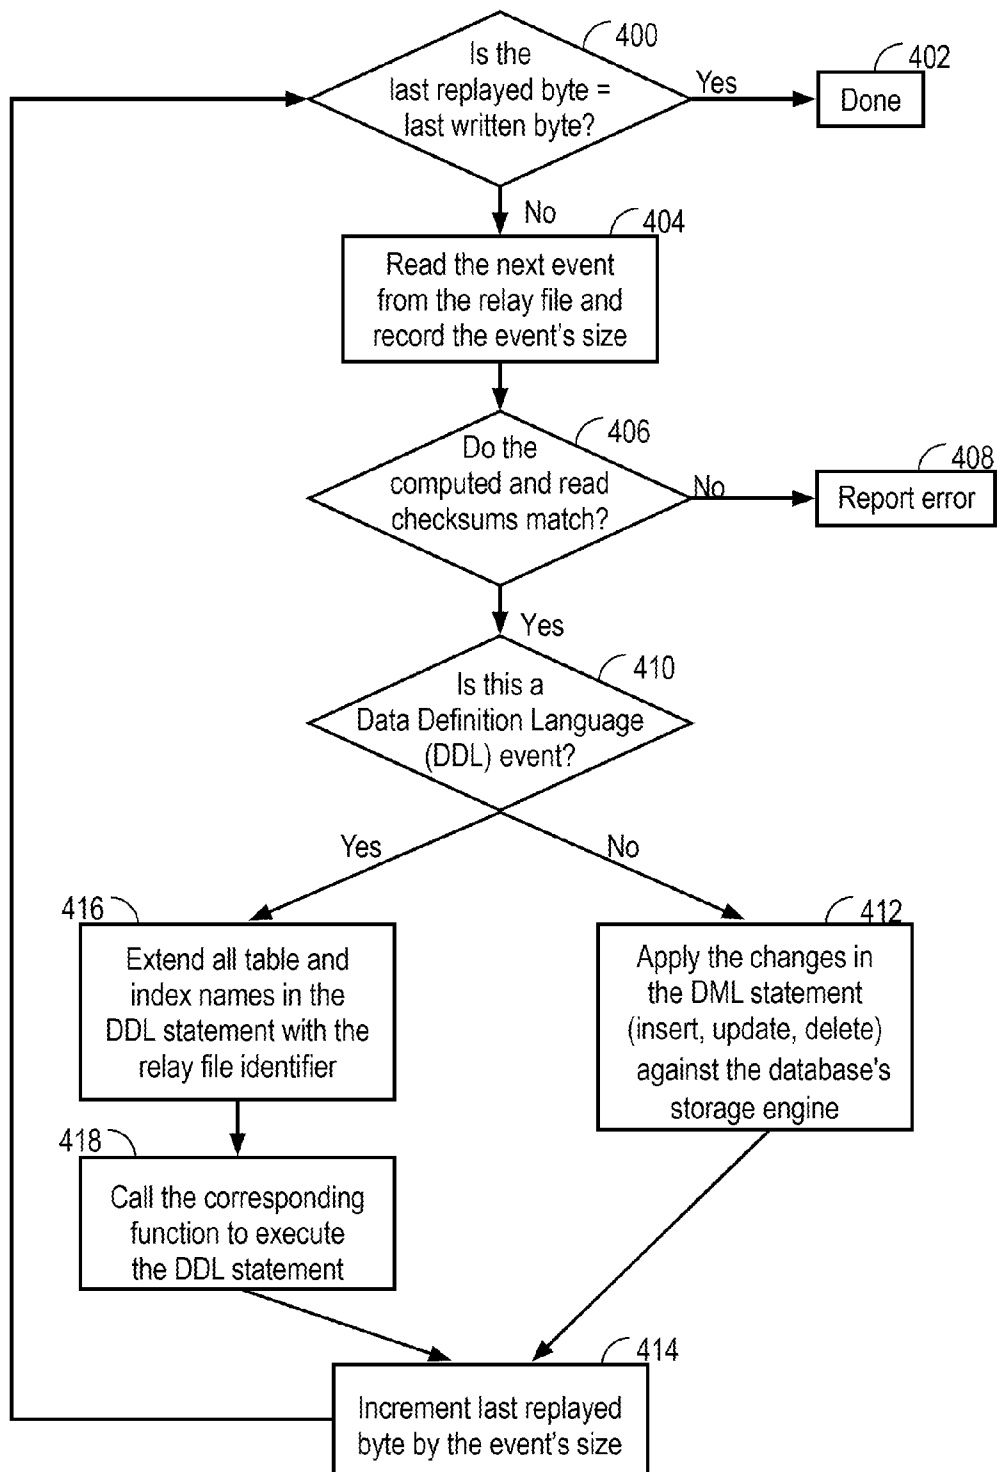 400
Is the
last replayed byte =
last written byte?
Yes
402
Done
No
404
Read the next event
from the relay file and
record the event's size
406
Do the
computed and read
checksums match?
No
408
Report error
Yes
410
Is this a
Data Definition Language
(DDL) event?
Yes
No
416
Extend all table and
index names in the
DDL statement with the
relay file identifier
412
Apply the changes in
the DML statement
(insert, update, delete)
against the database's
storage engine
418
Call the corresponding
function to execute
the DDL statement
414
Increment last replayed
byte by the event's size